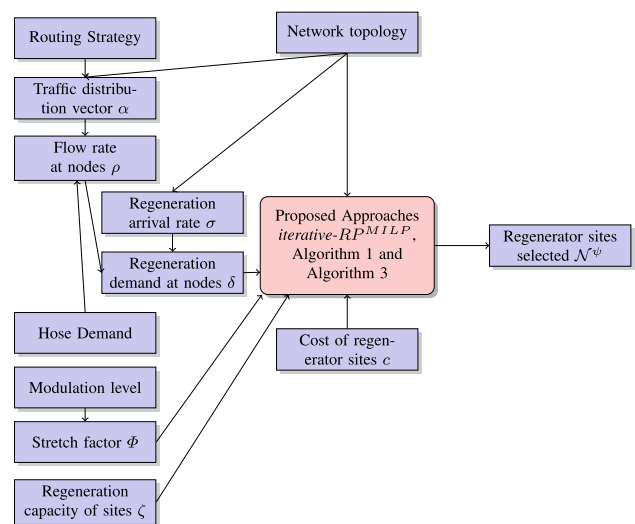 Routing Strategy
Network topology
Traffic distribu-
tion vector α
Flow rate
at nodes ρ
Regeneration
arrival rate σ
Regeneration
demand at nodes δ
Proposed Approaches
iterative-RP^{MILP},
Algorithm 1 and
Algorithm 3
Regenerator sites
selected 𝒩^ψ
Hose Demand
Cost of regen-
erator sites c
Modulation level
Stretch factor Φ
Regeneration
capacity of sites ζ